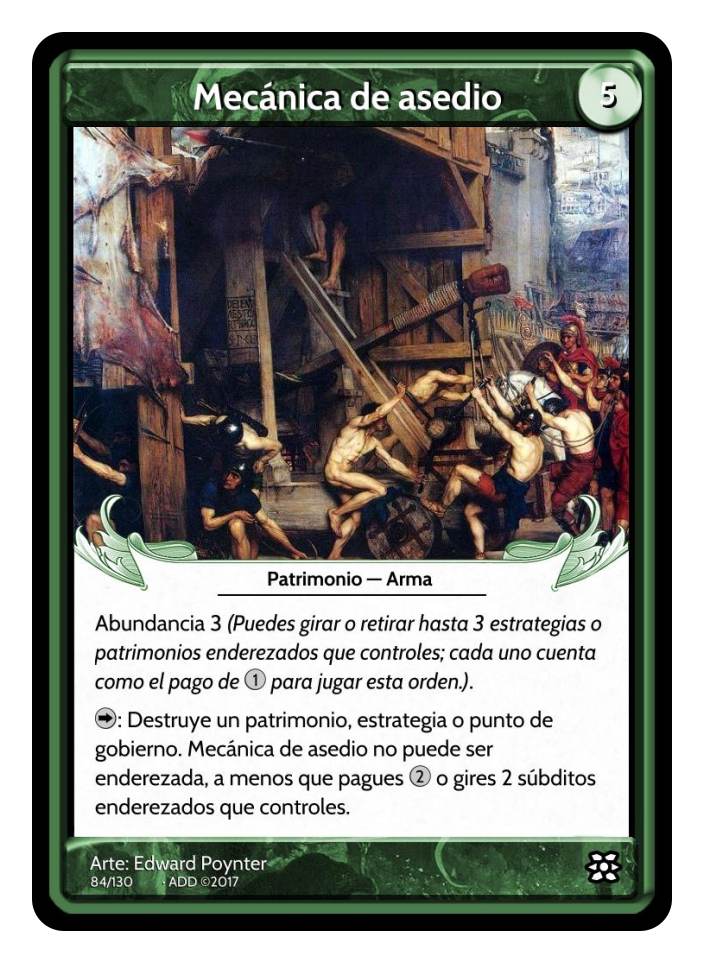 Mecánica de asedio
5
Patrimonio — Arma
Abundancia 3 (Puedes girar o retirar hasta 3 estrategias o
patrimonios enderezados que controles; cada uno cuenta
como el pago de 1 para jugar esta orden.).
➡: Destruye un patrimonio, estrategia o punto de
gobierno. Mecánica de asedio no puede ser
enderezada, a menos que pagues 2 o gires 2 súbditos
enderezados que controles.
Arte: Edward Poynter
84/130 · ADD ©2017